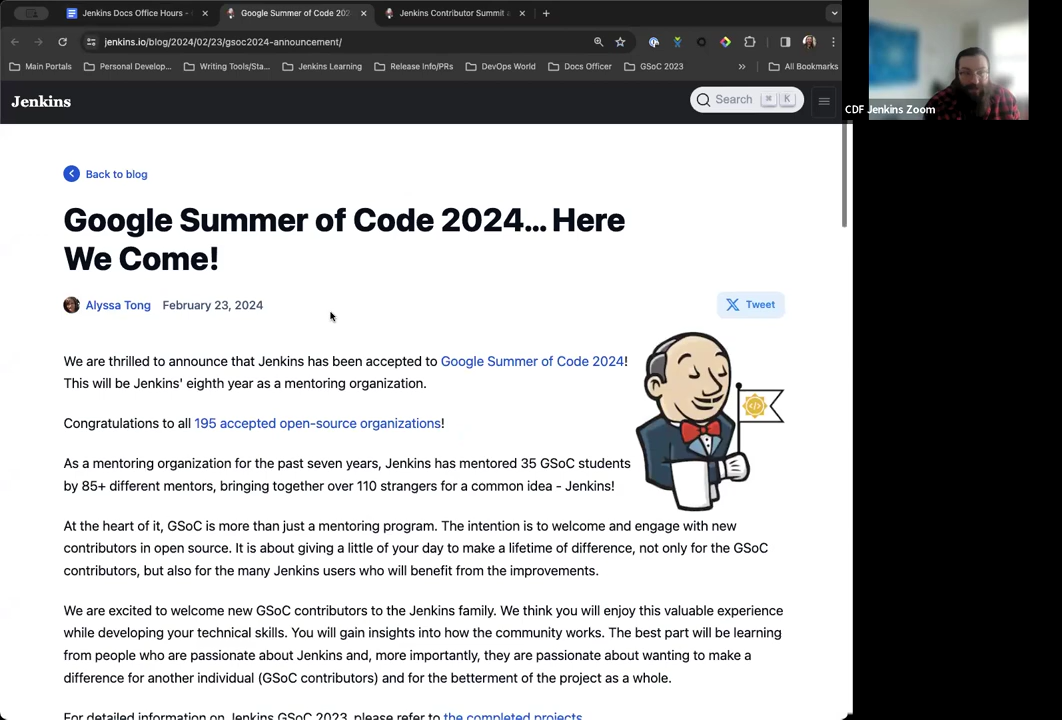 Jenkins Docs Office Hours -
Google Summer of Code 202
Jenkins Contributor Summit a
jenkins.io/blog/2024/02/23/gsoc2024-announcement/
Main Portals
Personal Develop...
Writing Tools/Sta...
Jenkins Learning
Release Info/PRs
DevOps World
Docs Officer
GSoC 2023
»
All Bookmarks
Jenkins
Search ⌘ K
CDF Jenkins Zoom
Back to blog
Google Summer of Code 2024... Here
We Come!
Alyssa Tong February 23, 2024
Tweet
We are thrilled to announce that Jenkins has been accepted to Google Summer of Code 2024!
This will be Jenkins' eighth year as a mentoring organization.
Congratulations to all 195 accepted open-source organizations!
As a mentoring organization for the past seven years, Jenkins has mentored 35 GSoC students
by 85+ different mentors, bringing together over 110 strangers for a common idea - Jenkins!
At the heart of it, GSoC is more than just a mentoring program. The intention is to welcome and engage with new
contributors in open source. It is about giving a little of your day to make a lifetime of difference, not only for the GSoC
contributors, but also for the many Jenkins users who will benefit from the improvements.
We are excited to welcome new GSoC contributors to the Jenkins family. We think you will enjoy this valuable experience
while developing your technical skills. You will gain insights into how the community works. The best part will be learning
from people who are passionate about Jenkins and, more importantly, they are passionate about wanting to make a
difference for another individual (GSoC contributors) and for the betterment of the project as a whole.
For detailed information on Jenkins GSoC 2023, please refer to the completed projects.